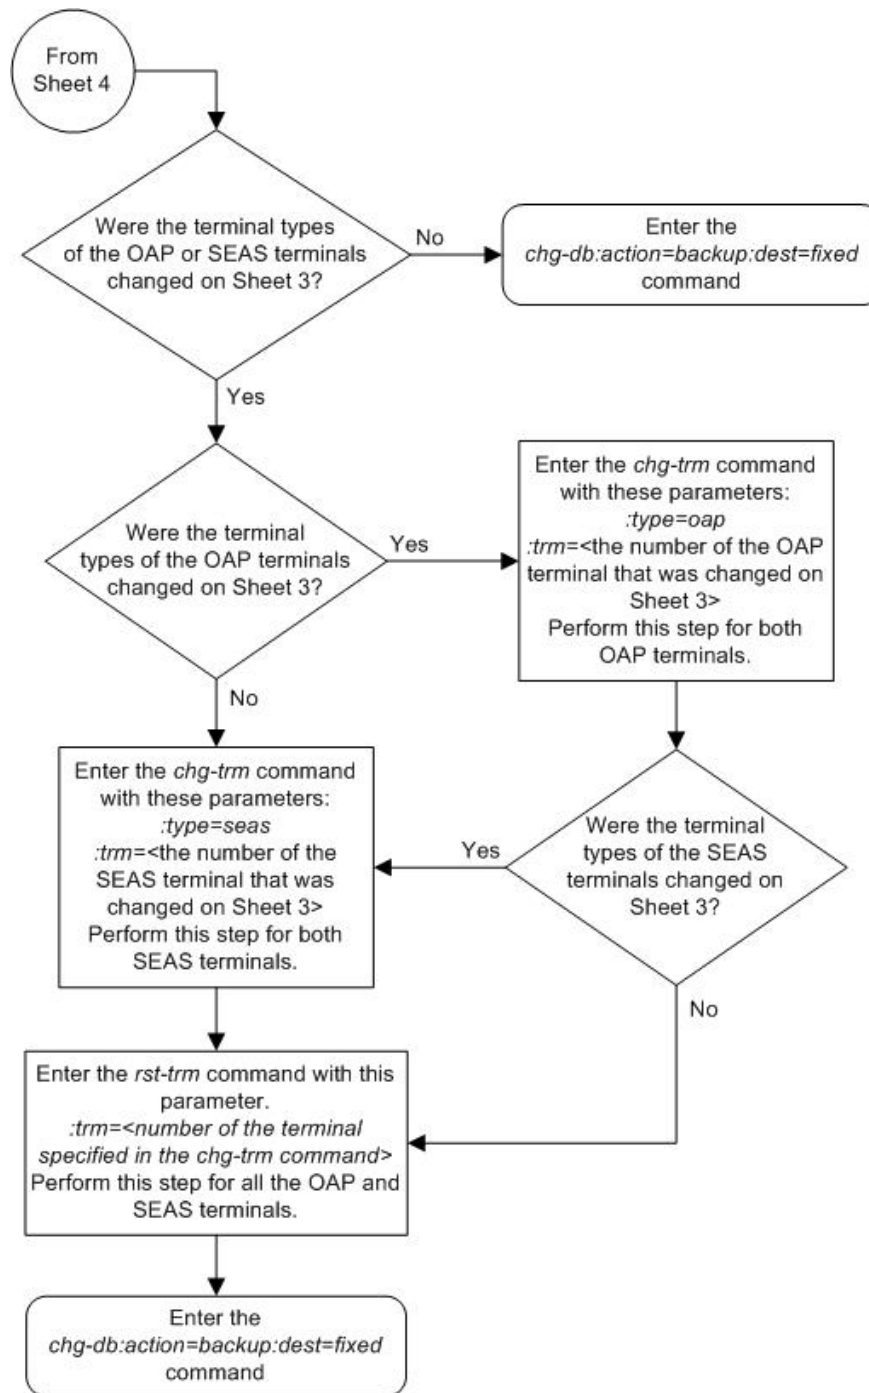 From
Sheet 4
Were the terminal types
of the OAP or SEAS terminals
changed on Sheet 3?
No
Enter the
chg-db:action=backup:dest=fixed
command
Yes
Were the terminal
types of the OAP terminals
changed on Sheet 3?
Yes
Enter the chg-trm command
with these parameters:
:type=oap
:trm=<the number of the OAP
terminal that was changed on
Sheet 3>
Perform this step for both
OAP terminals.
No
Enter the chg-trm command
with these parameters:
:type=seas
:trm=<the number of the
SEAS terminal that was
changed on Sheet 3>
Perform this step for both
SEAS terminals.
Yes
Were the terminal
types of the SEAS
terminals changed on
Sheet 3?
No
Enter the rst-trm command with this
parameter.
:trm=<number of the terminal
specified in the chg-trm command>
Perform this step for all the OAP and
SEAS terminals.
Enter the
chg-db:action=backup:dest=fixed
command